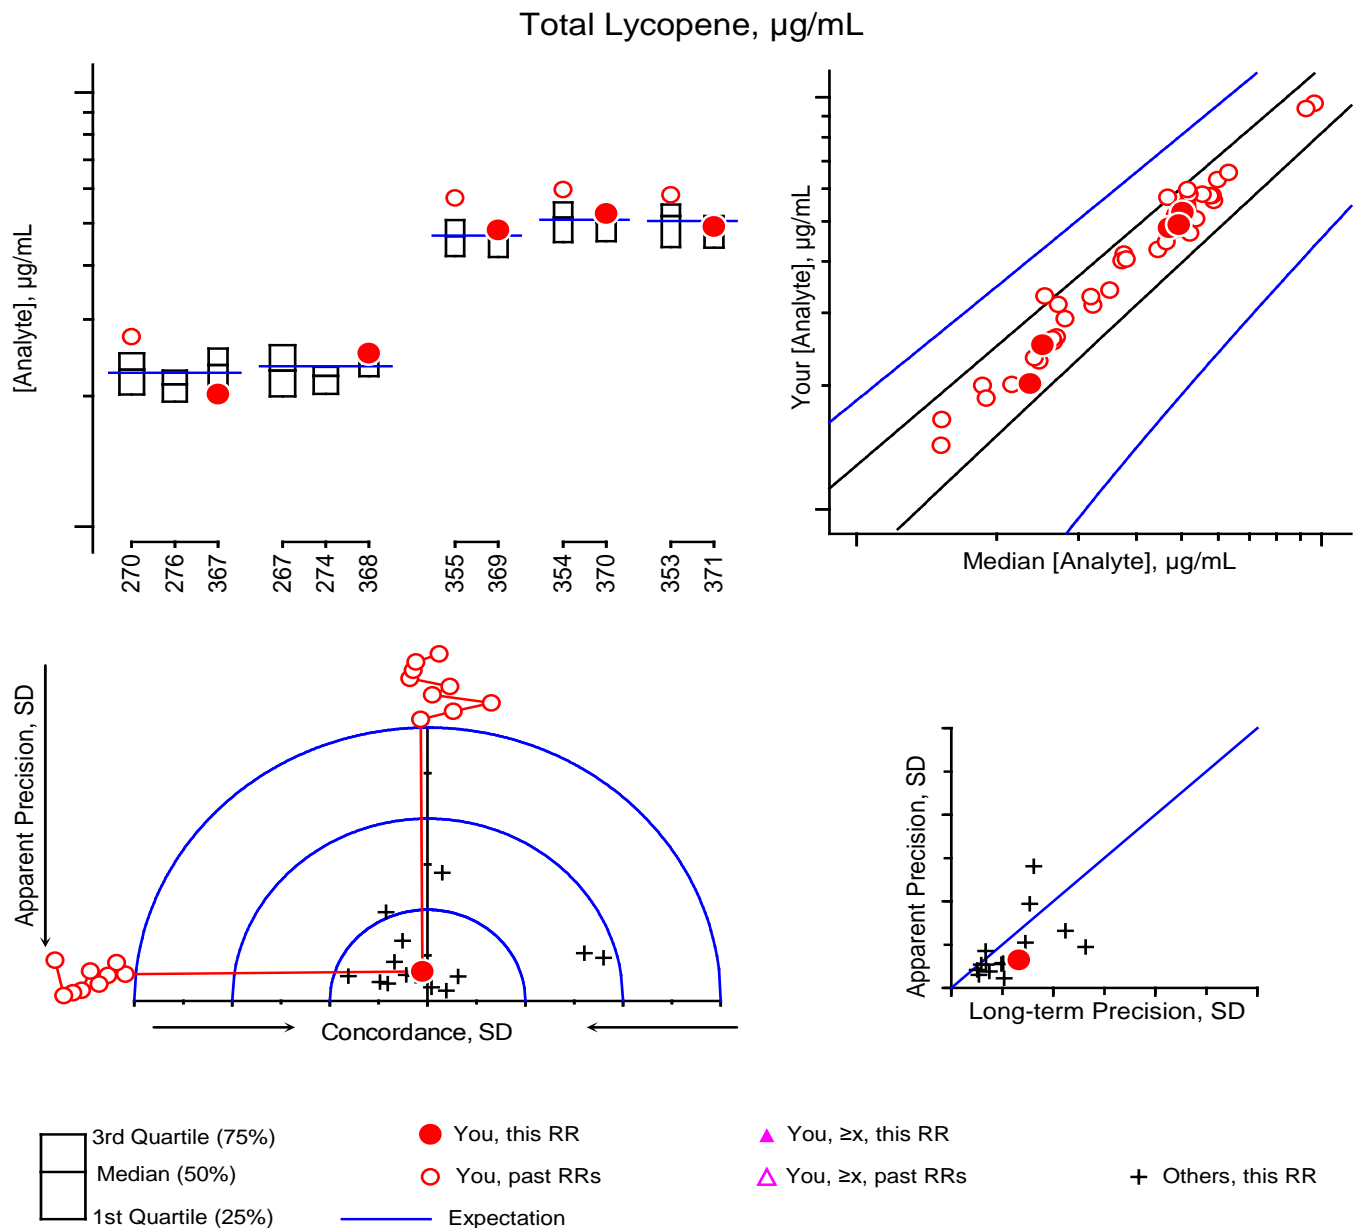 Total Lycopene, µg/mL
[Analyte], µg/mL
270 276 367 267 274 368 355 369 354 370 353 371
Your [Analyte], µg/mL
Median [Analyte], µg/mL
Apparent Precision, SD
Concordance, SD
Apparent Precision, SD
Long-term Precision, SD
3rd Quartile (75%)
Median (50%)
1st Quartile (25%)
You, this RR
You, past RRs
Expectation
You, ≥x, this RR
You, ≥x, past RRs
Others, this RR